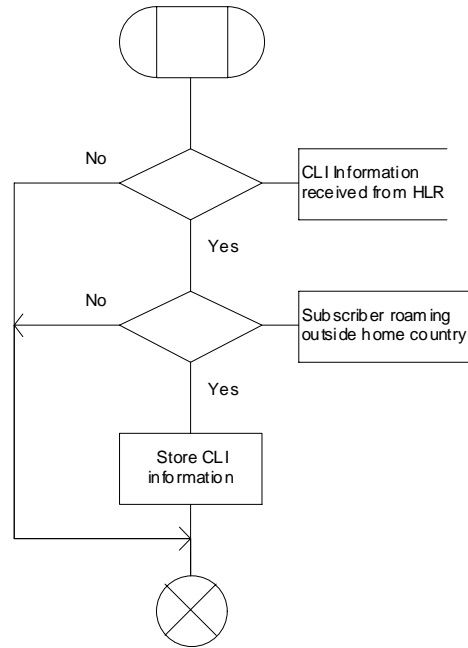 No
CLI Information
received from HLR
Yes
No
Subscriber roaming
outside home country
Yes
Store CLI
information